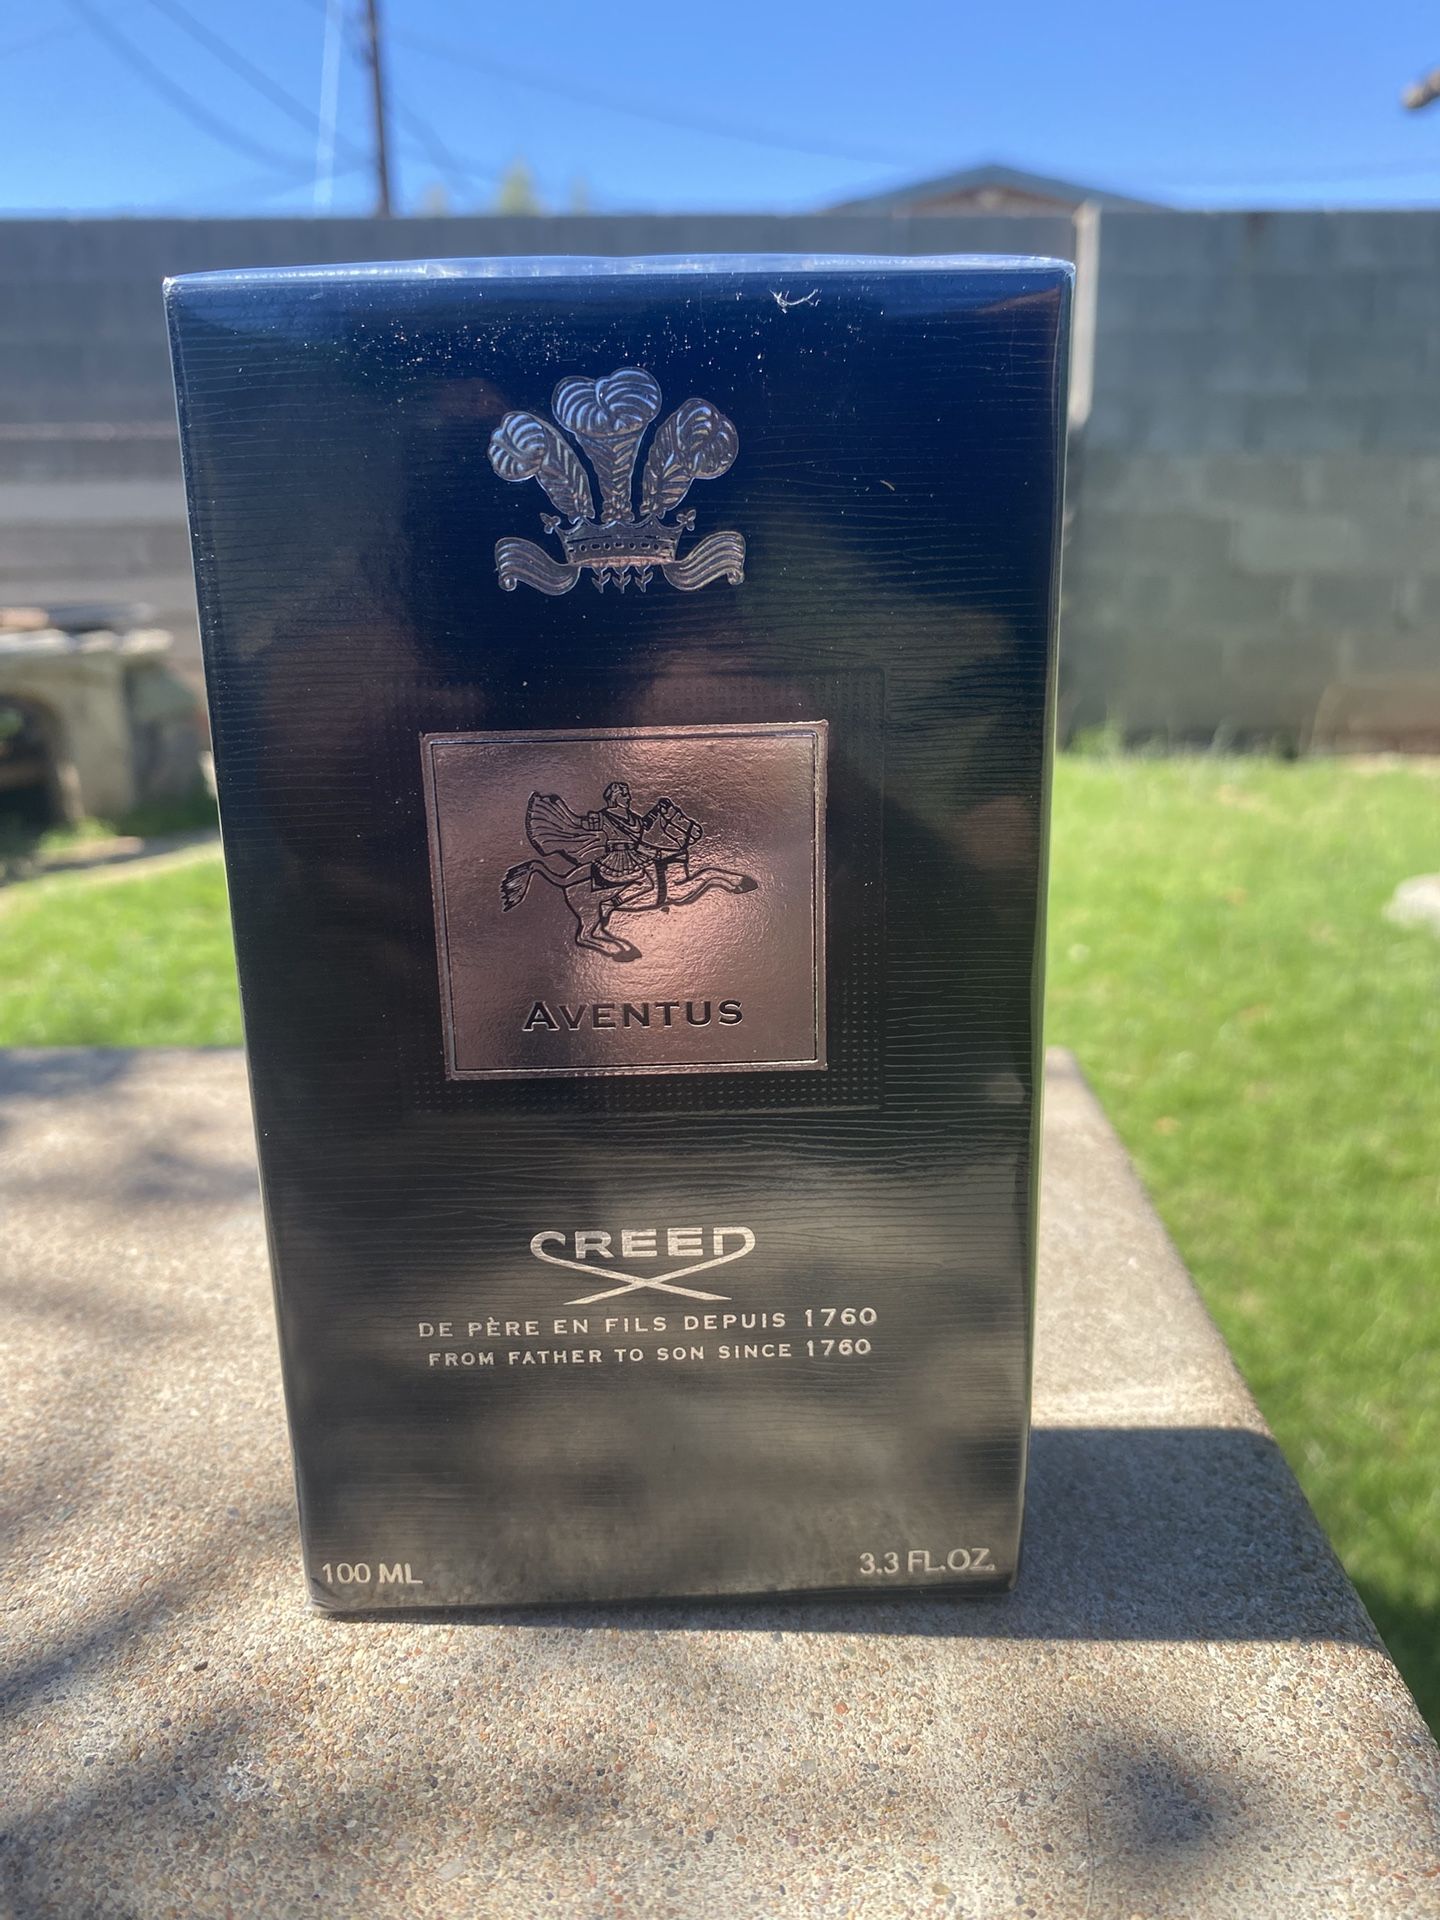 AVENTUS
CREED
DE PÈRE EN FILS DEPUIS 1760
FROM FATHER TO SON SINCE 1760
100 ML
3.3 FL.OZ.